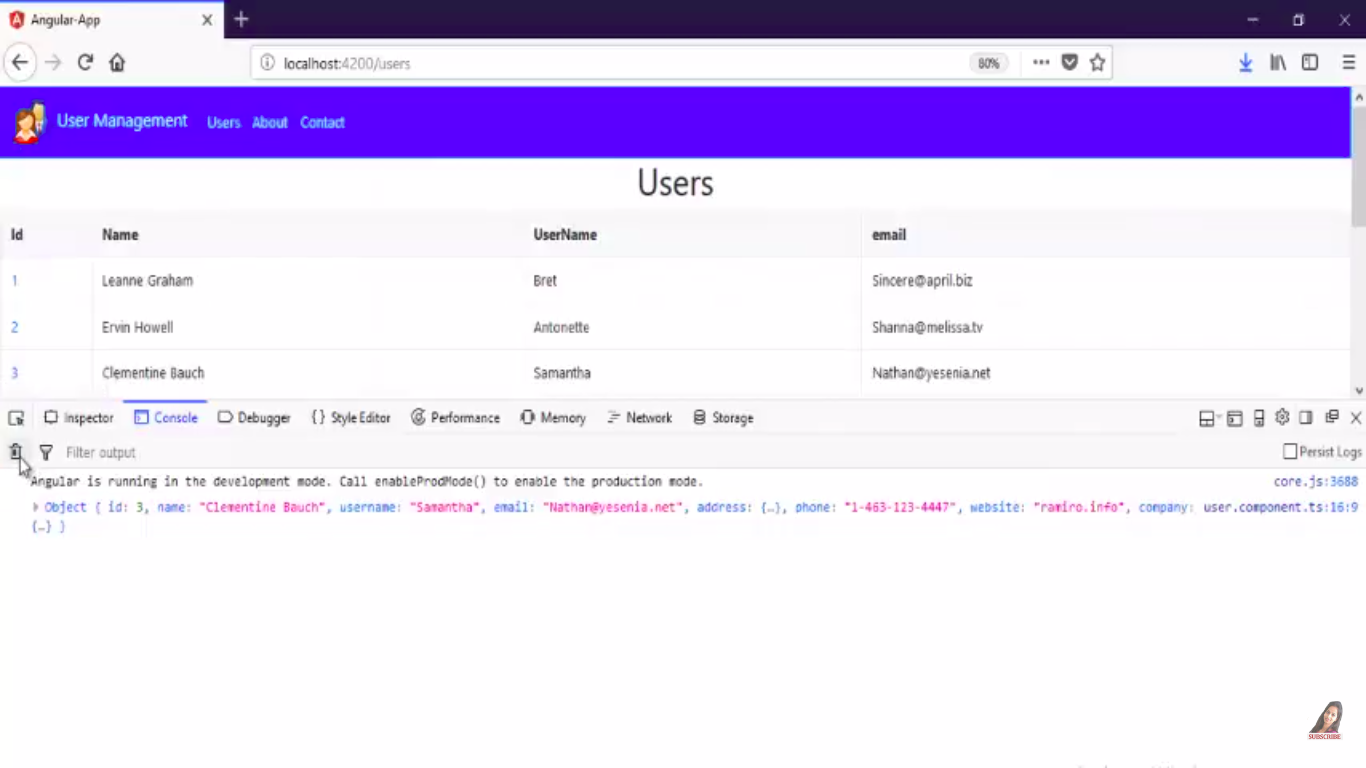 Angular-App
localhost:4200/users
80%
User Management Users About Contact
Users
Id Name UserName email
1 Leanne Graham Bret Sincere@april.biz
2 Ervin Howell Antonette Shanna@melissa.tv
3 Clementine Bauch Samantha Nathan@yesenia.net
Inspector Console Debugger {} Style Editor Performance Memory Network Storage
Filter output Persist Logs
Angular is running in the development mode. Call enableProdMode() to enable the production mode. core.js:3688
Object { id: 3, name: "Clementine Bauch", username: "Samantha", email: "Nathan@yesenia.net", address: {…}, phone: "1-463-123-4447", website: "ramiro.info", company: user.component.ts:16:9
{…} }
SUBSCRIBE